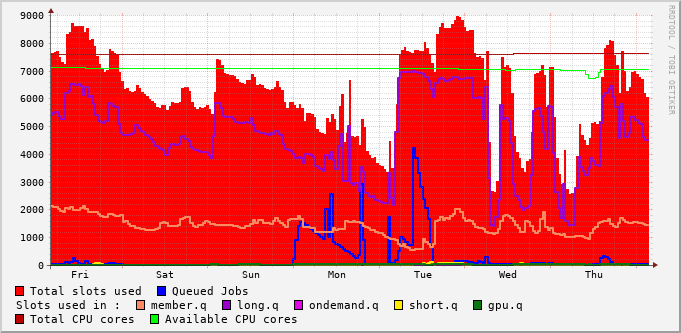 9000
8000
7000
6000
5000
4000
3000
2000
1000
0
Fri Sat Sun Mon Tue Wed Thu
RRDTOOL / TOBI OETIKER
Total slots used Queued Jobs
Slots used in : member.q long.q ondemand.q short.q gpu.q
Total CPU cores Available CPU cores